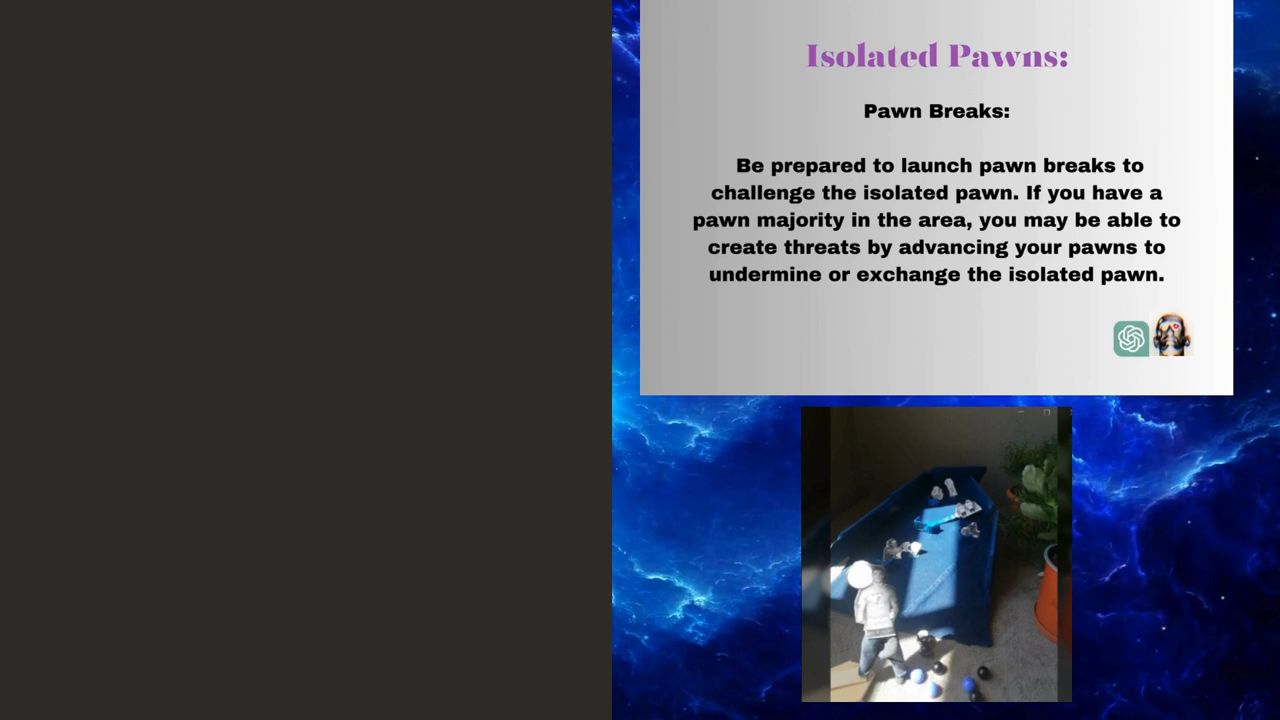 Isolated Pawns:
Pawn Breaks:
Be prepared to launch pawn breaks to
challenge the isolated pawn. If you have a
pawn majority in the area, you may be able to
create threats by advancing your pawns to
undermine or exchange the isolated pawn.